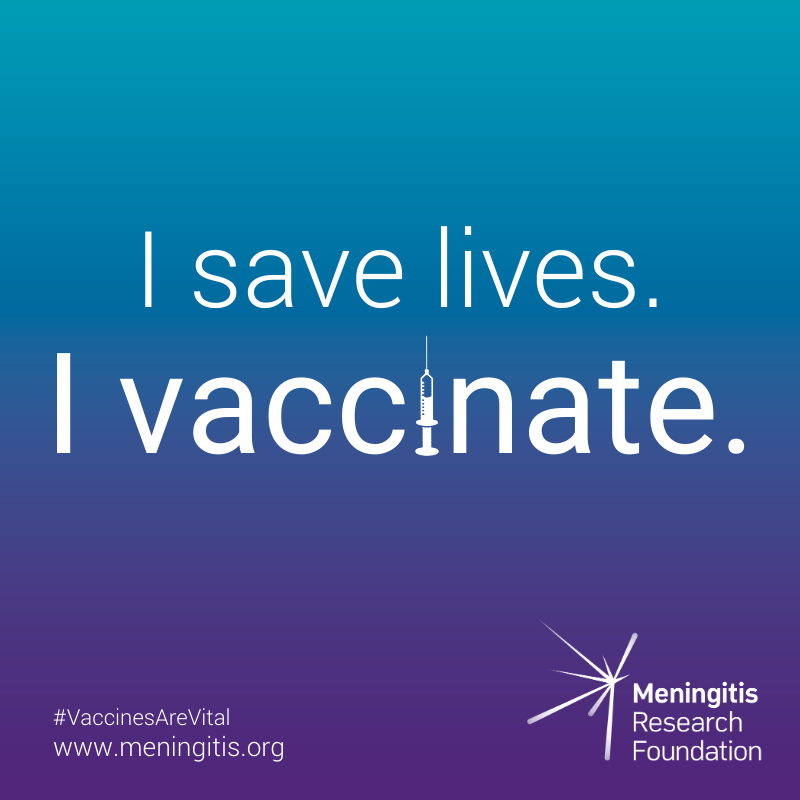 I save lives.
I vaccinate.
#VaccinesAreVital
www.meningitis.org
Meningitis
Research
Foundation